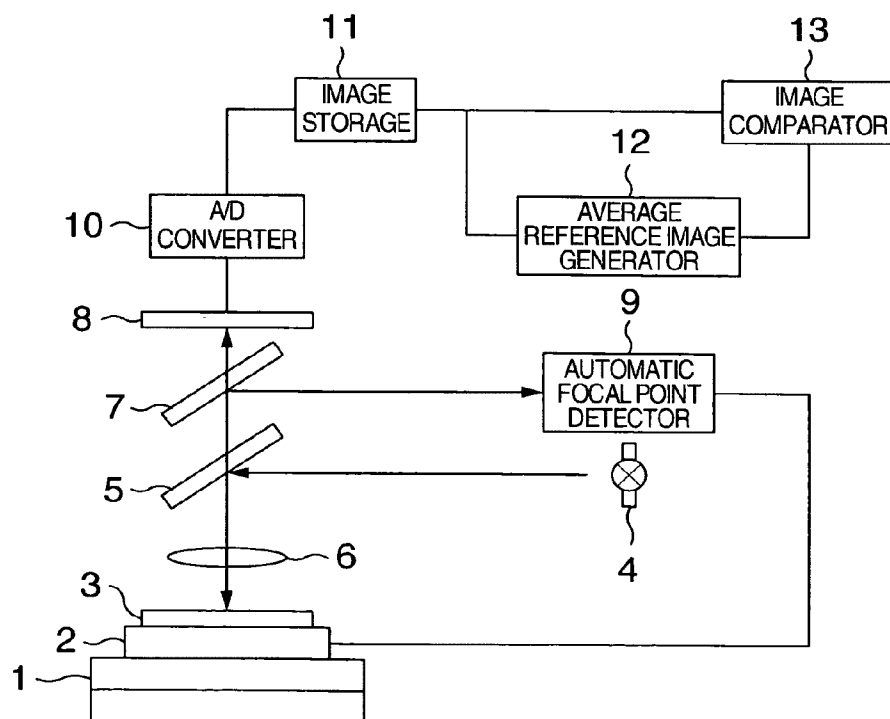 11
IMAGE
STORAGE
13
IMAGE
COMPARATOR
12
AVERAGE
REFERENCE IMAGE
GENERATOR
10
A/D
CONVERTER
8
9
AUTOMATIC
FOCAL POINT
DETECTOR
7
5
4
6
3
2
1